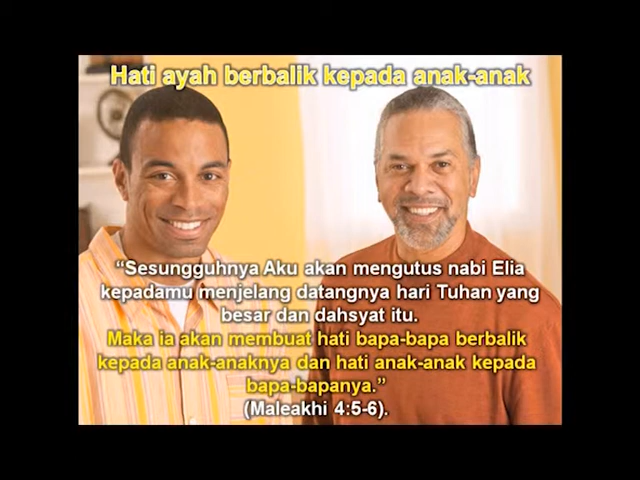 Hati ayah berbalik kepada anak-anak
“Sesungguhnya Aku akan mengutus nabi Elia
kepadamu menjelang datangnya hari Tuhan yang
besar dan dahsyat itu.
Maka ia akan membuat hati bapa-bapa berbalik
kepada anak-anaknya dan hati anak-anak kepada
bapa-bapanya.”
(Maleakhi 4:5-6).